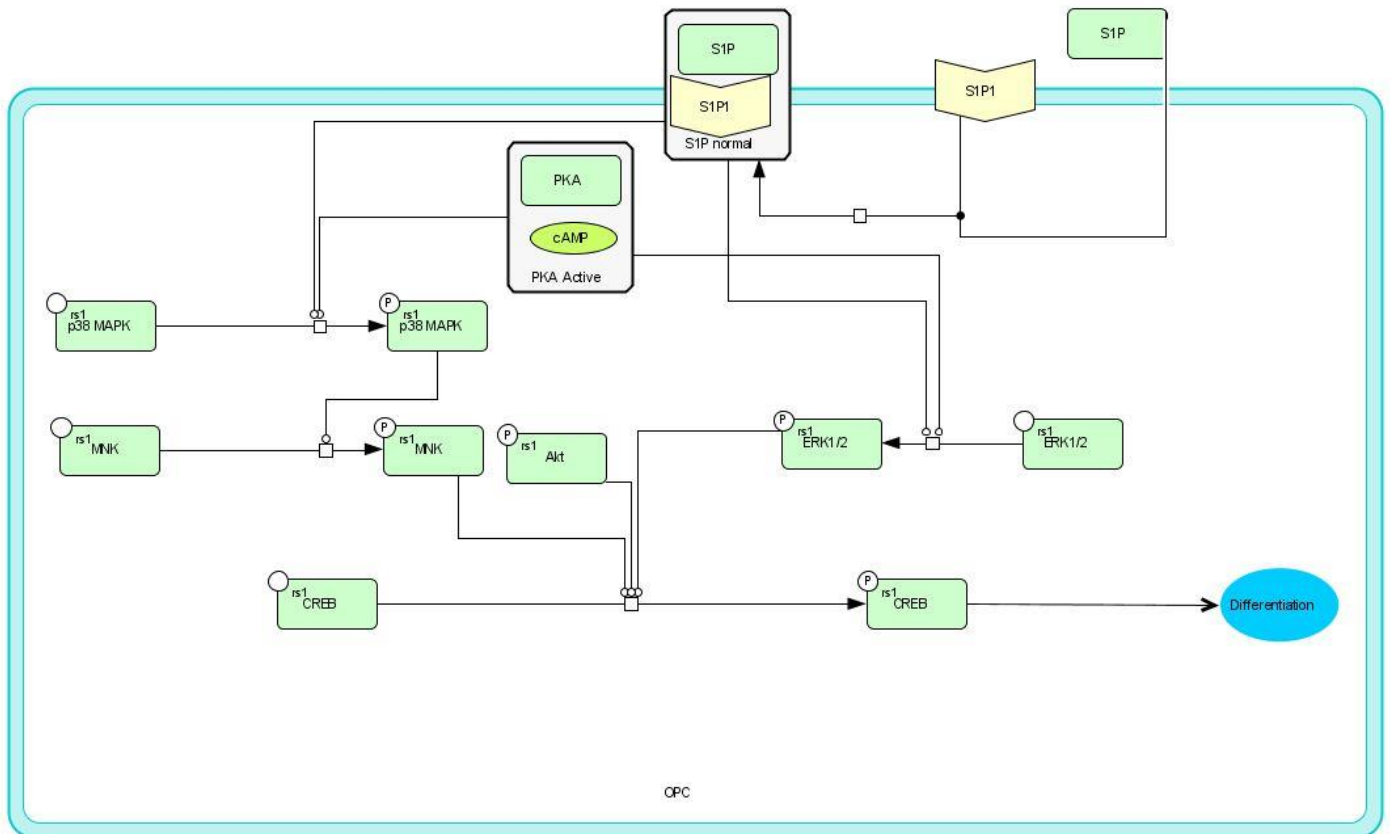 S1P
S1P
S1P1
S1P1
S1P normal
PKA
cAMP
PKA Active
rs1
p38 MAPK
P
rs1
p38 MAPK
rs1
MNK
P
rs1
MNK
P
rs1
Akt
P
rs1
ERK1/2
rs1
ERK1/2
rs1
CREB
P
rs1
CREB
Differentiation
OPC